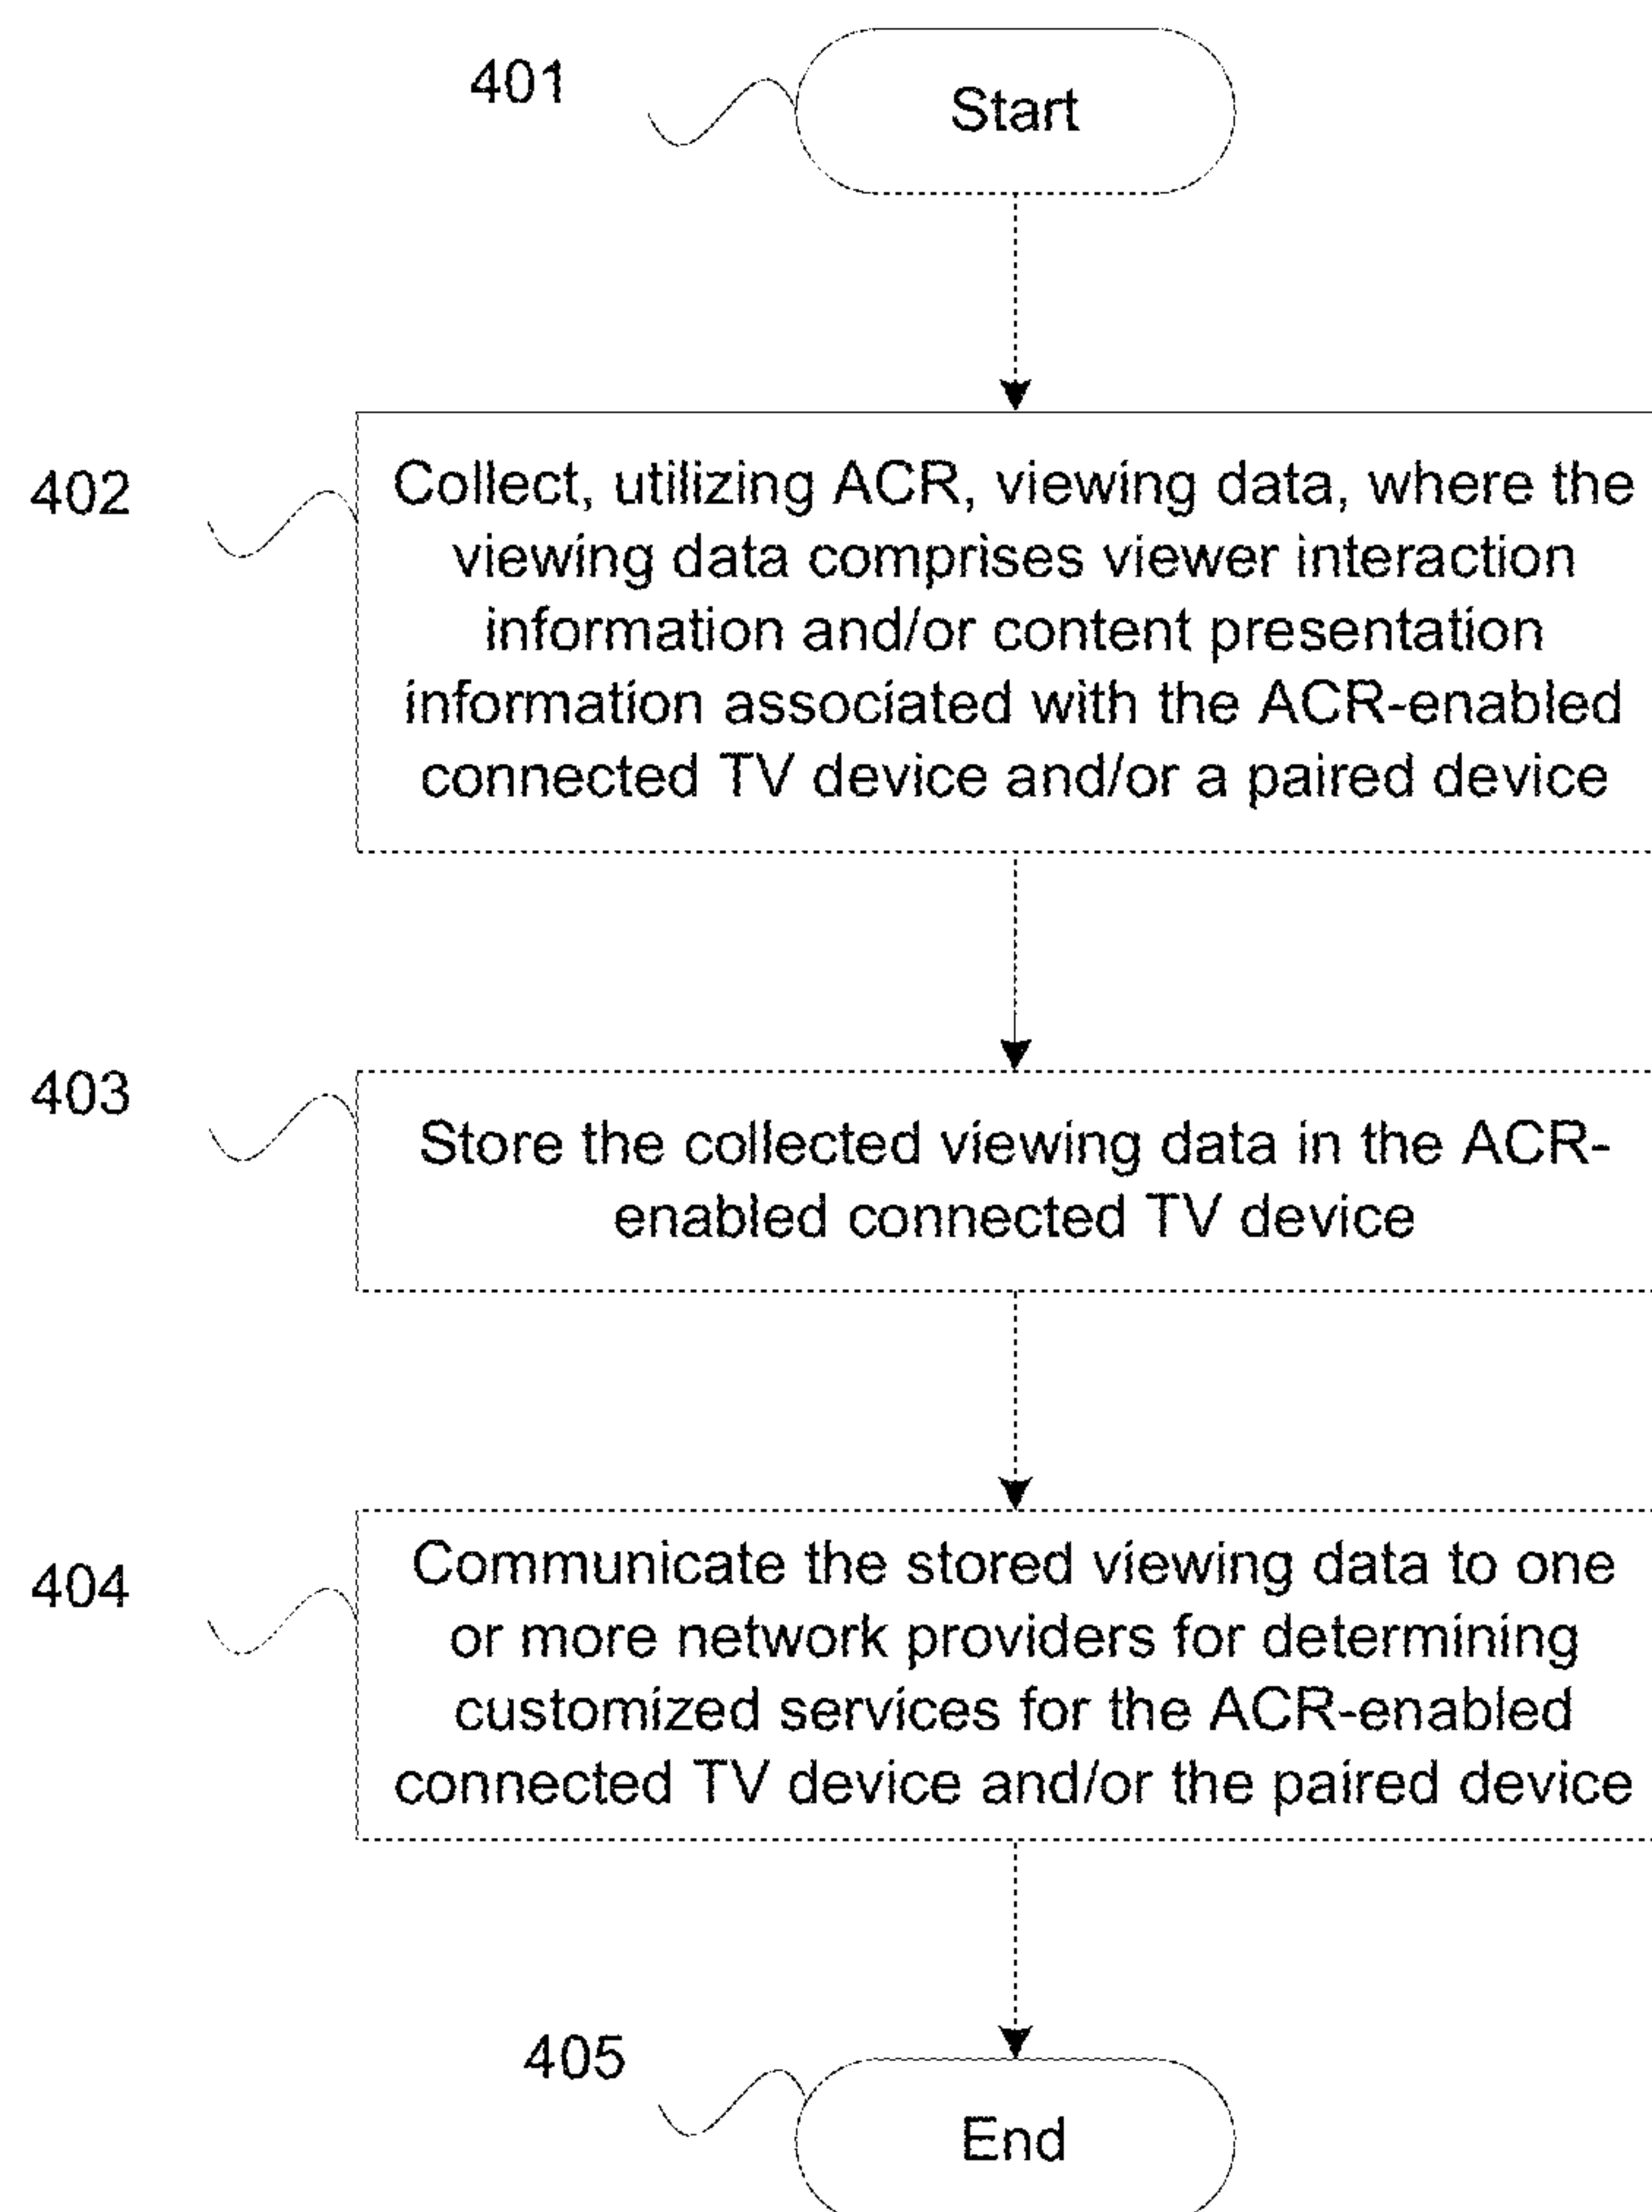 401
Start
402
Collect, utilizing ACR, viewing data, where the
viewing data comprises viewer interaction
information and/or content presentation
information associated with the ACR-enabled
connected TV device and/or a paired device
403
Store the collected viewing data in the ACR-
enabled connected TV device
404
Communicate the stored viewing data to one
or more network providers for determining
customized services for the ACR-enabled
connected TV device and/or the paired device
405
End